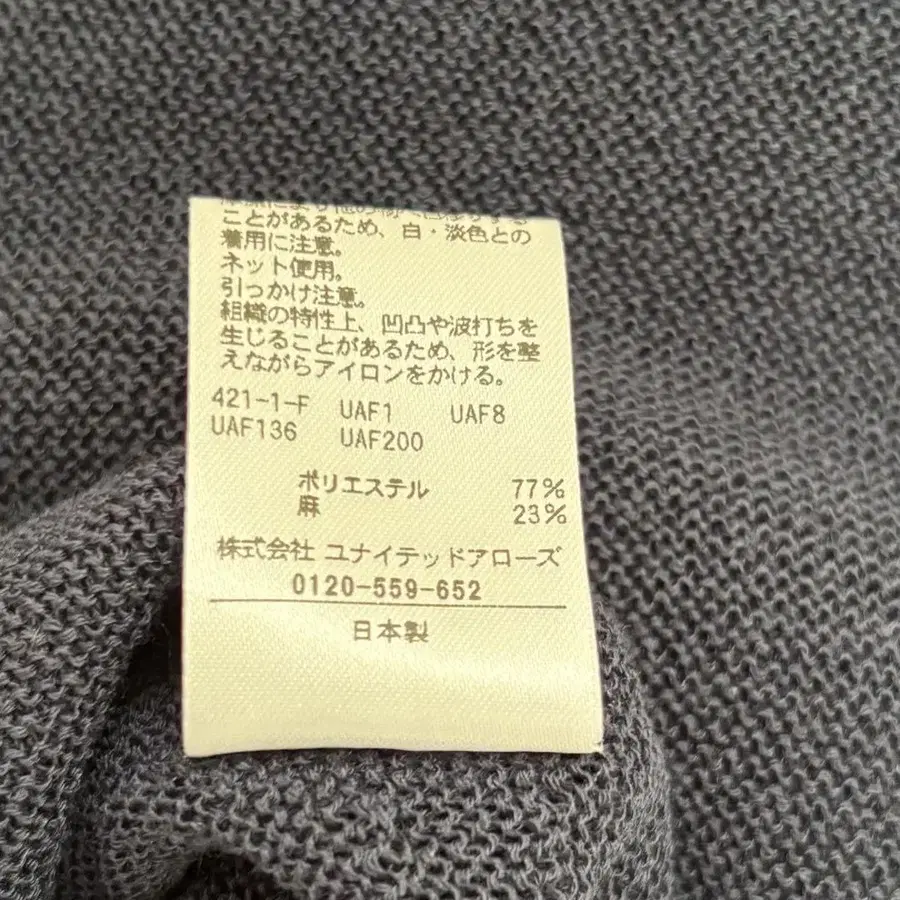 ことがあるため、白・淡色との
着用に注意。
ネット使用。
引っかけ注意。
組織の特性上、凹凸や波打ちを
生じることがあるため、形を整
えながらアイロンをかける。
421-1-F UAF1 UAF8
UAF136 UAF200
ポリエステル 77%
麻 23%
株式会社 ユナイテッドアローズ
0120-559-652
日本製